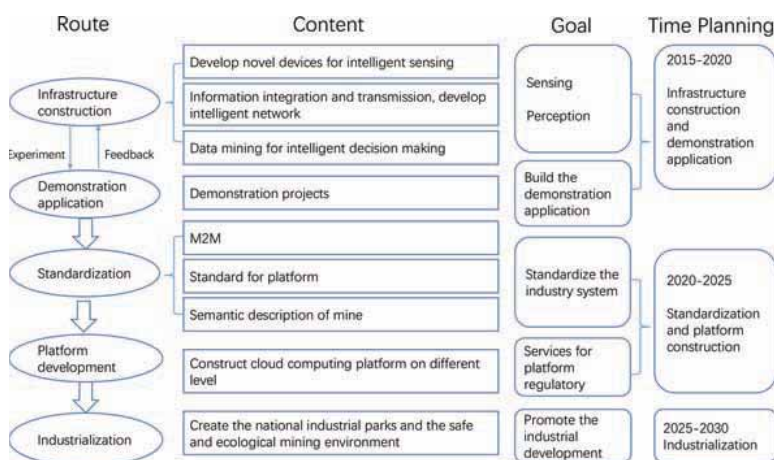 Route
Content
Goal
Time Planning
Infrastructure
construction
Experiment
Feedback
Demonstration
application
Standardization
Platform
development
Industrialization
Develop novel devices for intelligent sensing
Information integration and transmission, develop
intelligent network
Data mining for intelligent decision making
Demonstration projects
M2M
Standard for platform
Semantic description of mine
Construct cloud computing platform on different
level
Create the national industrial parks and the safe
and ecological mining environment
Sensing
Perception
Build the
demonstration
application
Standardize the
industry system
Services for
platform
regulatory
Promote the
industrial
development
2015-2020
Infrastructure
construction
and
demonstration
application
2020-2025
Standardization
and platform
construction
2025-2030
Industrialization